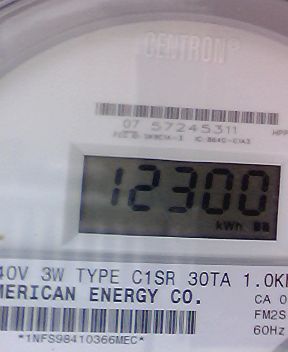 CENTRON®
07 57245311
12300
kWh
40V 3W TYPE C1SR 30TA 1.0K
MERICAN ENERGY CO.
CA 0
FM2S
60Hz
*1NFS98410366MEC*